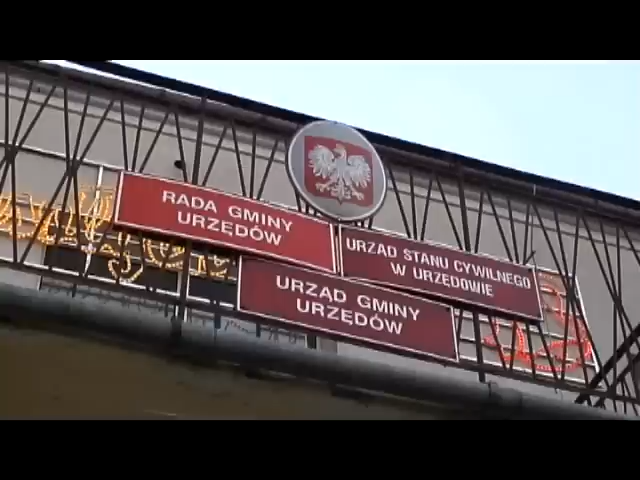 RADA GMINY
URZĘDÓW
URZĄD STANU CYWILNEGO
W URZĘDOWIE
URZĄD GMINY
URZĘDÓW